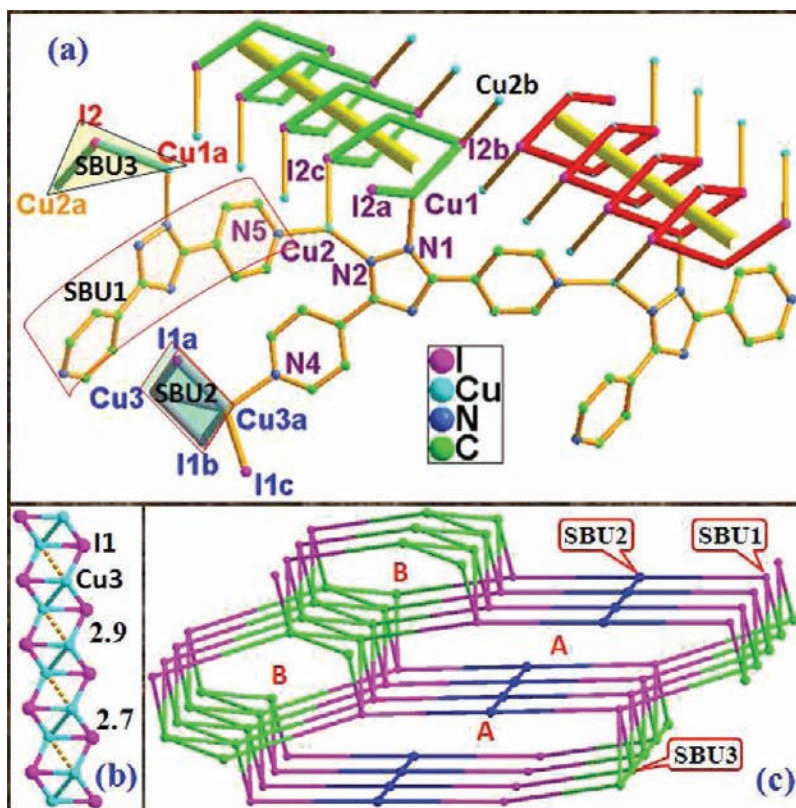 (a)
Cu2b
I2
SBU3
Cu1a
I2b
I2c
Cu2a
I2a
Cu1
N5
Cu2
N1
N2
SBU1
I1a
N4
Cu3
SBU2
Cu3a
I1b
I1c
I
Cu
N
C
I1
Cu3
2.9
2.7
(b)
SBU2
SBU1
B
A
B
A
SBU3
(c)